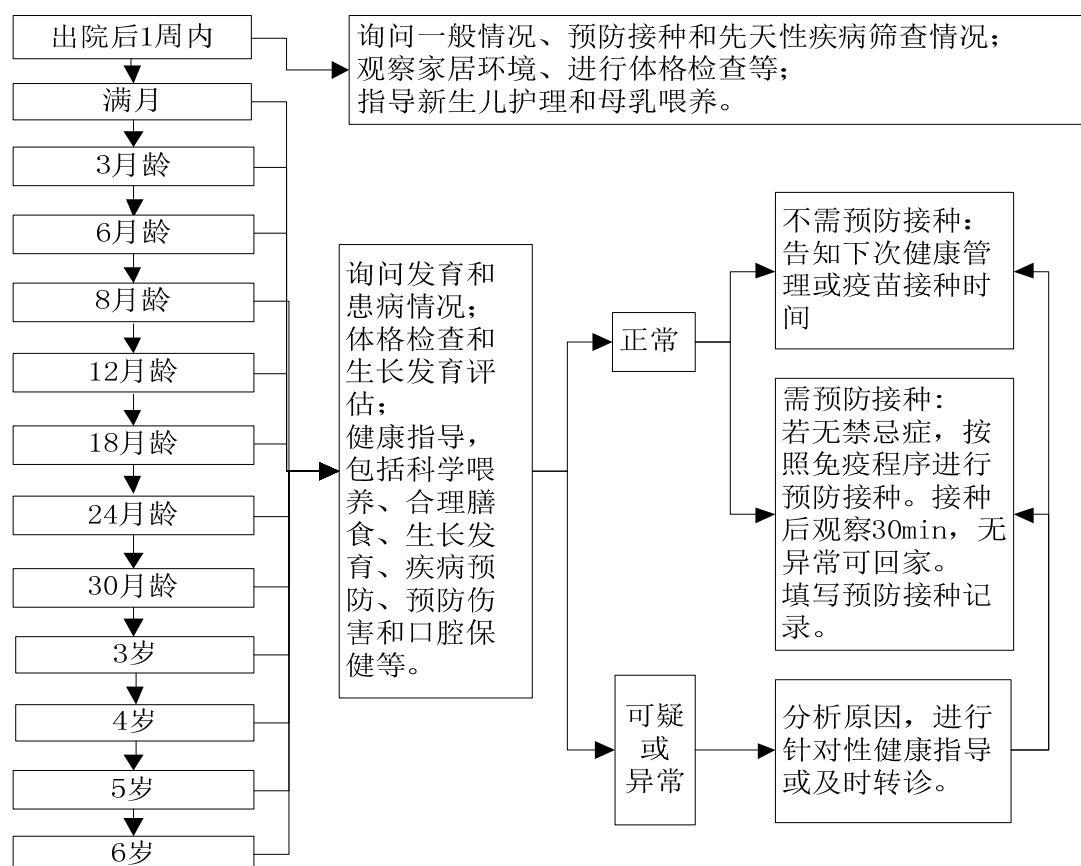 出院后1周内
询问一般情况、预防接种和先天性疾病筛查情况；
观察家居环境、进行体格检查等；
指导新生儿护理和母乳喂养。
满月
3月龄
6月龄
8月龄
12月龄
18月龄
24月龄
30月龄
3岁
4岁
5岁
6岁
询问发育和
患病情况；
体格检查和
生长发育评
估；
健康指导，
包括科学喂
养、合理膳
食、生长发
育、疾病预
防、预防伤
害和口腔保
健等。
正常
不需预防接种：
告知下次健康管
理或疫苗接种时
间
需预防接种：
若无禁忌症，按
照免疫程序进行
预防接种。接种
后观察30min，无
异常可回家。
填写预防接种记
录。
可疑
或
异常
分析原因，进行
针对性健康指导
或及时转诊。